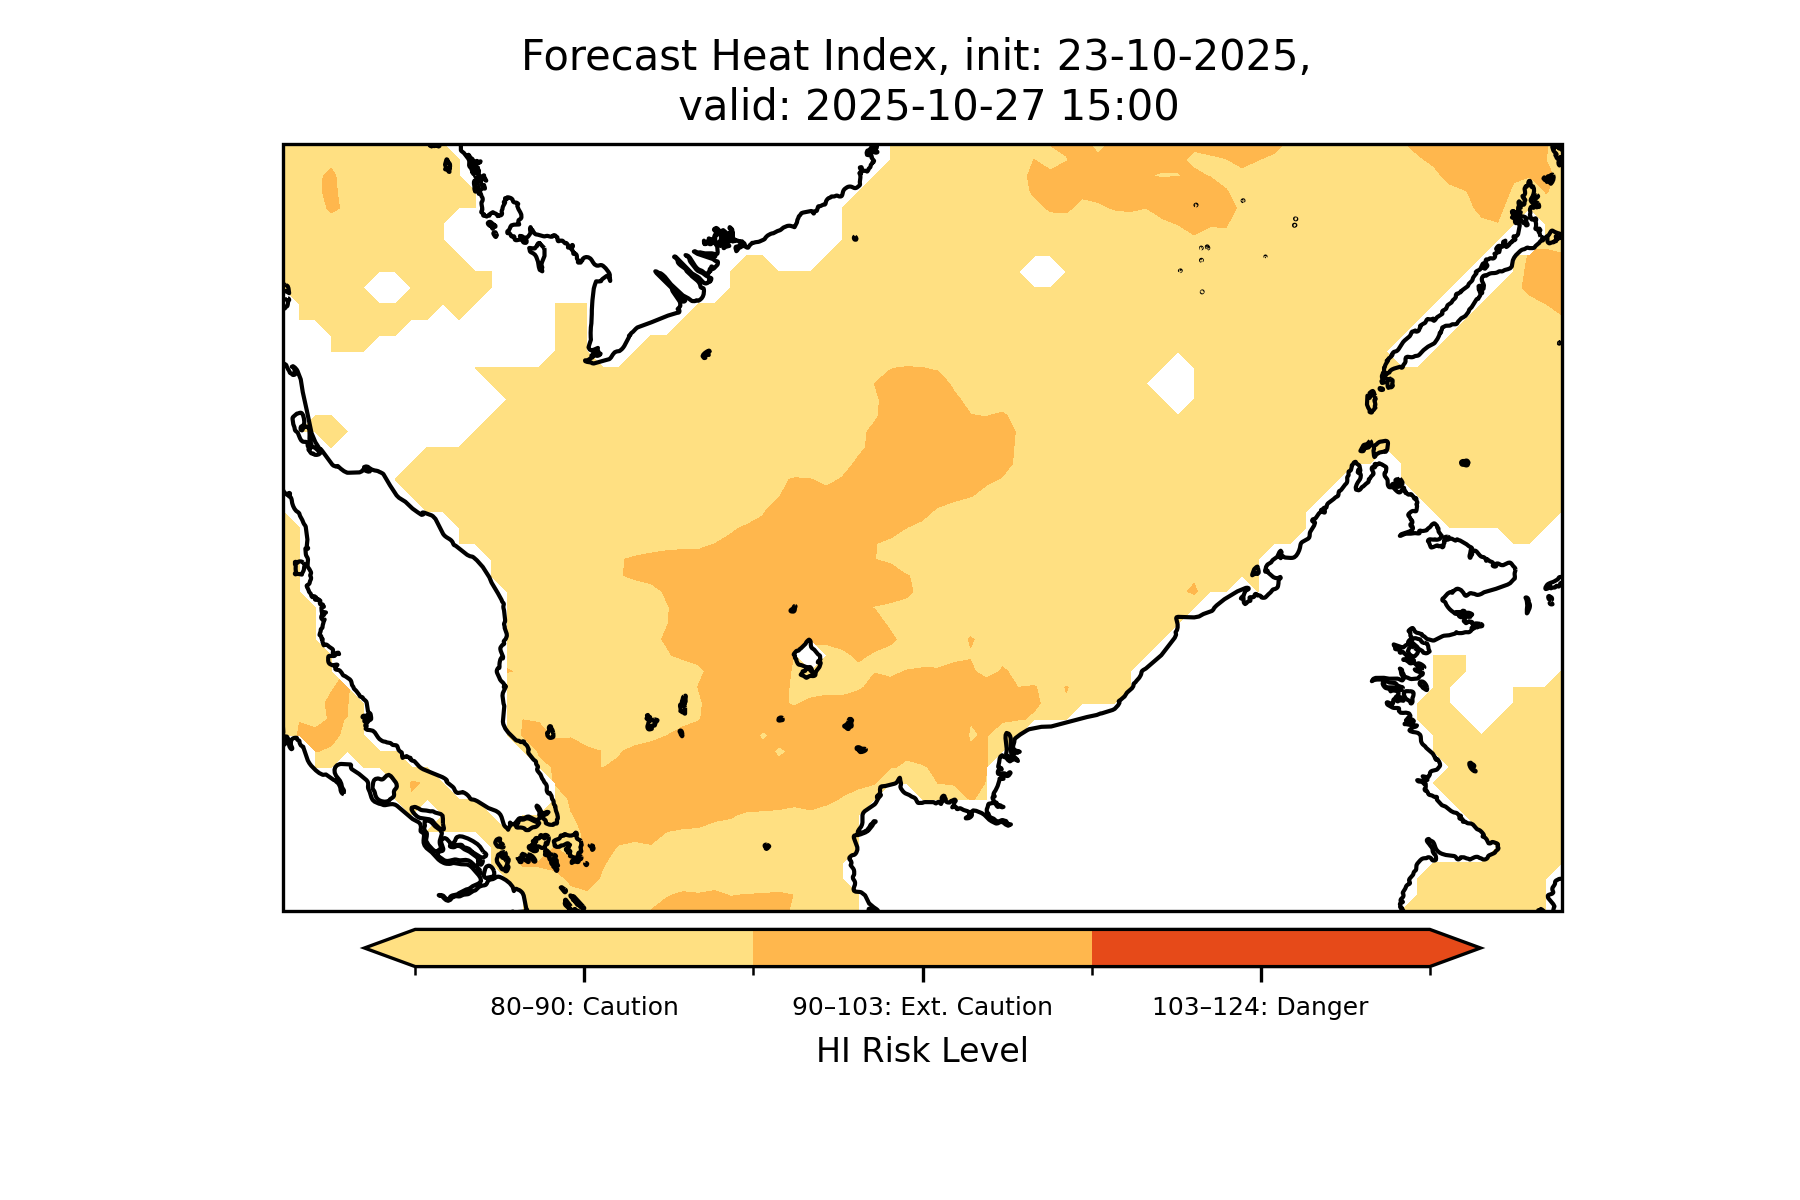 Forecast Heat Index, init: 23-10-2025,
valid: 2025-10-27 15:00
80–90: Caution
90–103: Ext. Caution
103–124: Danger
HI Risk Level